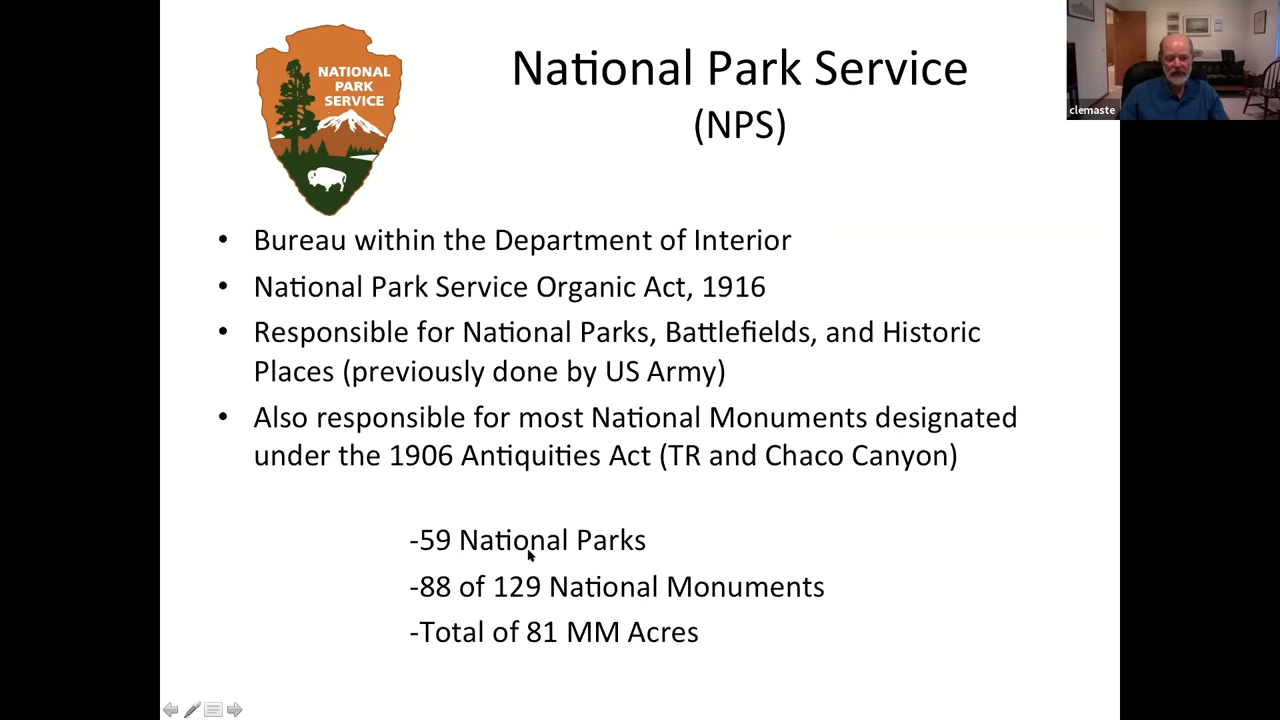 National Park Service
(NPS)
NATIONAL
PARK
SERVICE
clemaste
• Bureau within the Department of Interior
• National Park Service Organic Act, 1916
• Responsible for National Parks, Battlefields, and Historic
Places (previously done by US Army)
• Also responsible for most National Monuments designated
under the 1906 Antiquities Act (TR and Chaco Canyon)
-59 National Parks
-88 of 129 National Monuments
-Total of 81 MM Acres